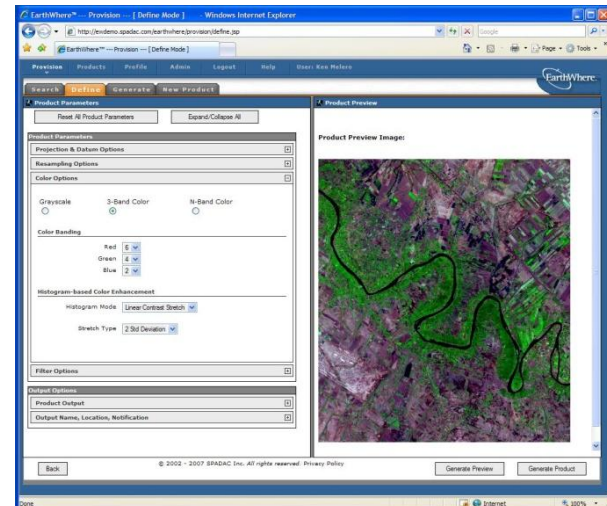 EarthWhere™ --- Provision --- [ Define Mode ] - Windows Internet Explorer
http://ewdemo.spadac.com/earthwhere/provision/define.jsp
Google
EarthWhere™ --- Provision --- [ Define Mode ]
Page
Tools
Provision Products Profile Admin Logout Help User: Ken Melero
EarthWhere
Search Define Generate New Product
Product Parameters
Reset All Product Parameters Expand/Collapse All
Product Parameters
Projection & Datum Options
Resampling Options
Color Options
Grayscale 3-Band Color N-Band Color
Color Banding
Red 6
Green 4
Blue 2
Histogram-based Color Enhancement
Histogram Mode Linear Contrast Stretch
Stretch Type 2 Std Deviation
Filter Options
Output Options
Product Output
Output Name, Location, Notification
Product Preview
Product Preview Image:
Back
© 2002 - 2007 SPADAC Inc. All rights reserved. Privacy Policy
Generate Preview Generate Product
Done
Internet
100%